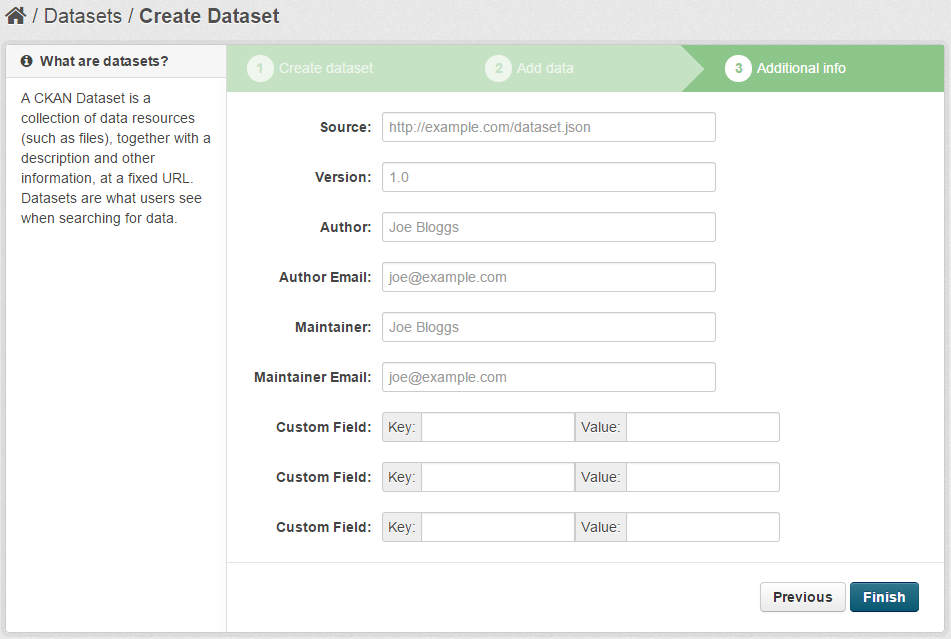 / Datasets / Create Dataset
What are datasets?
A CKAN Dataset is a
collection of data resources
(such as files), together with a
description and other
information, at a fixed URL.
Datasets are what users see
when searching for data.
1 Create dataset 2 Add data 3 Additional info
Source: http://example.com/dataset.json
Version: 1.0
Author: Joe Bloggs
Author Email: joe@example.com
Maintainer: Joe Bloggs
Maintainer Email: joe@example.com
Custom Field: Key: Value:
Custom Field: Key: Value:
Custom Field: Key: Value:
Previous Finish